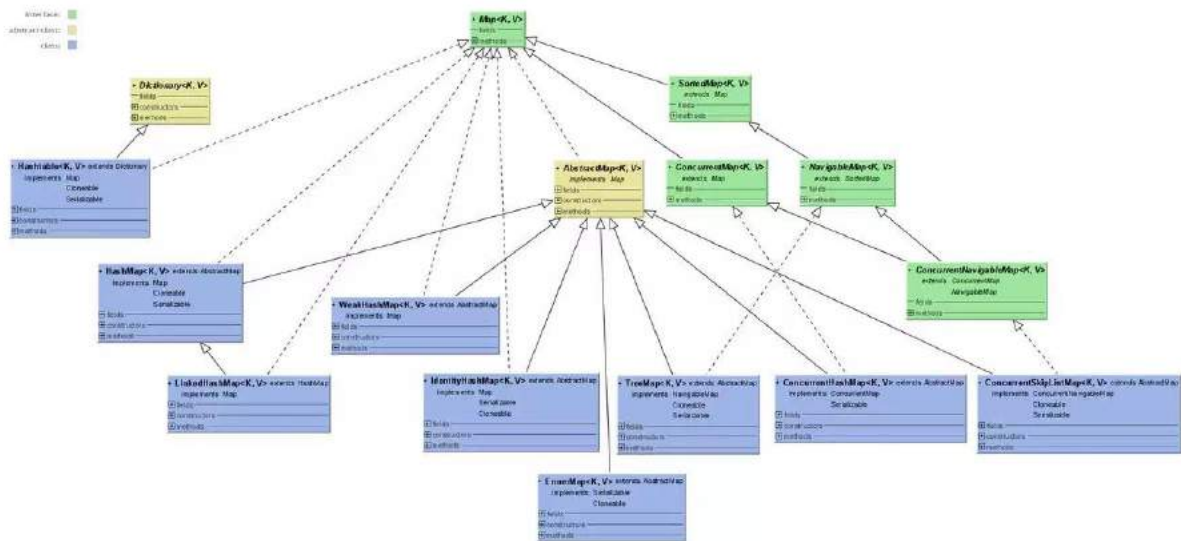 interface
abstract class
class
Map<K, V>
fields
methods
Dictionary<K, V>
fields
constructors
methods
SortedMap<K, V>
extends Map
fields
methods
Hashtable<K, V> extends Dictionary
implements Map
Cloneable
Serializable
fields
constructors
methods
AbstractMap<K, V>
implements Map
fields
constructors
methods
ConcurrentMap<K, V>
extends Map
fields
methods
NavigableMap<K, V>
extends SortedMap
fields
methods
HashMap<K, V> extends AbstractMap
implements Map
Cloneable
Serializable
fields
constructors
methods
WeakHashMap<K, V> extends AbstractMap
implements Map
fields
constructors
methods
ConcurrentNavigableMap<K, V>
extends ConcurrentMap
NavigableMap
fields
methods
LinkedHashMap<K, V> extends HashMap
implements Map
fields
constructors
methods
IdentityHashMap<K, V> extends AbstractMap
implements Map
Serializable
Cloneable
fields
constructors
methods
TreeMap<K, V> extends AbstractMap
implements NavigableMap
Cloneable
Serializable
fields
constructors
methods
ConcurrentHashMap<K, V> extends AbstractMap
implements ConcurrentMap
Serializable
fields
constructors
methods
ConcurrentSkipListMap<K, V> extends AbstractMap
implements ConcurrentNavigableMap
Cloneable
Serializable
fields
constructors
methods
EnumMap<K, V> extends AbstractMap
implements Serializable
Cloneable
fields
constructors
methods